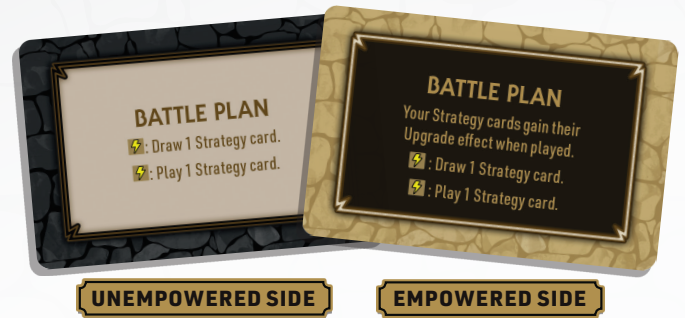 BATTLE PLAN
: Draw 1 Strategy card.
: Play 1 Strategy card.
BATTLE PLAN
Your Strategy cards gain their
Upgrade effect when played.
: Draw 1 Strategy card.
: Play 1 Strategy card.
UNEMPOWERED SIDE
EMPOWERED SIDE